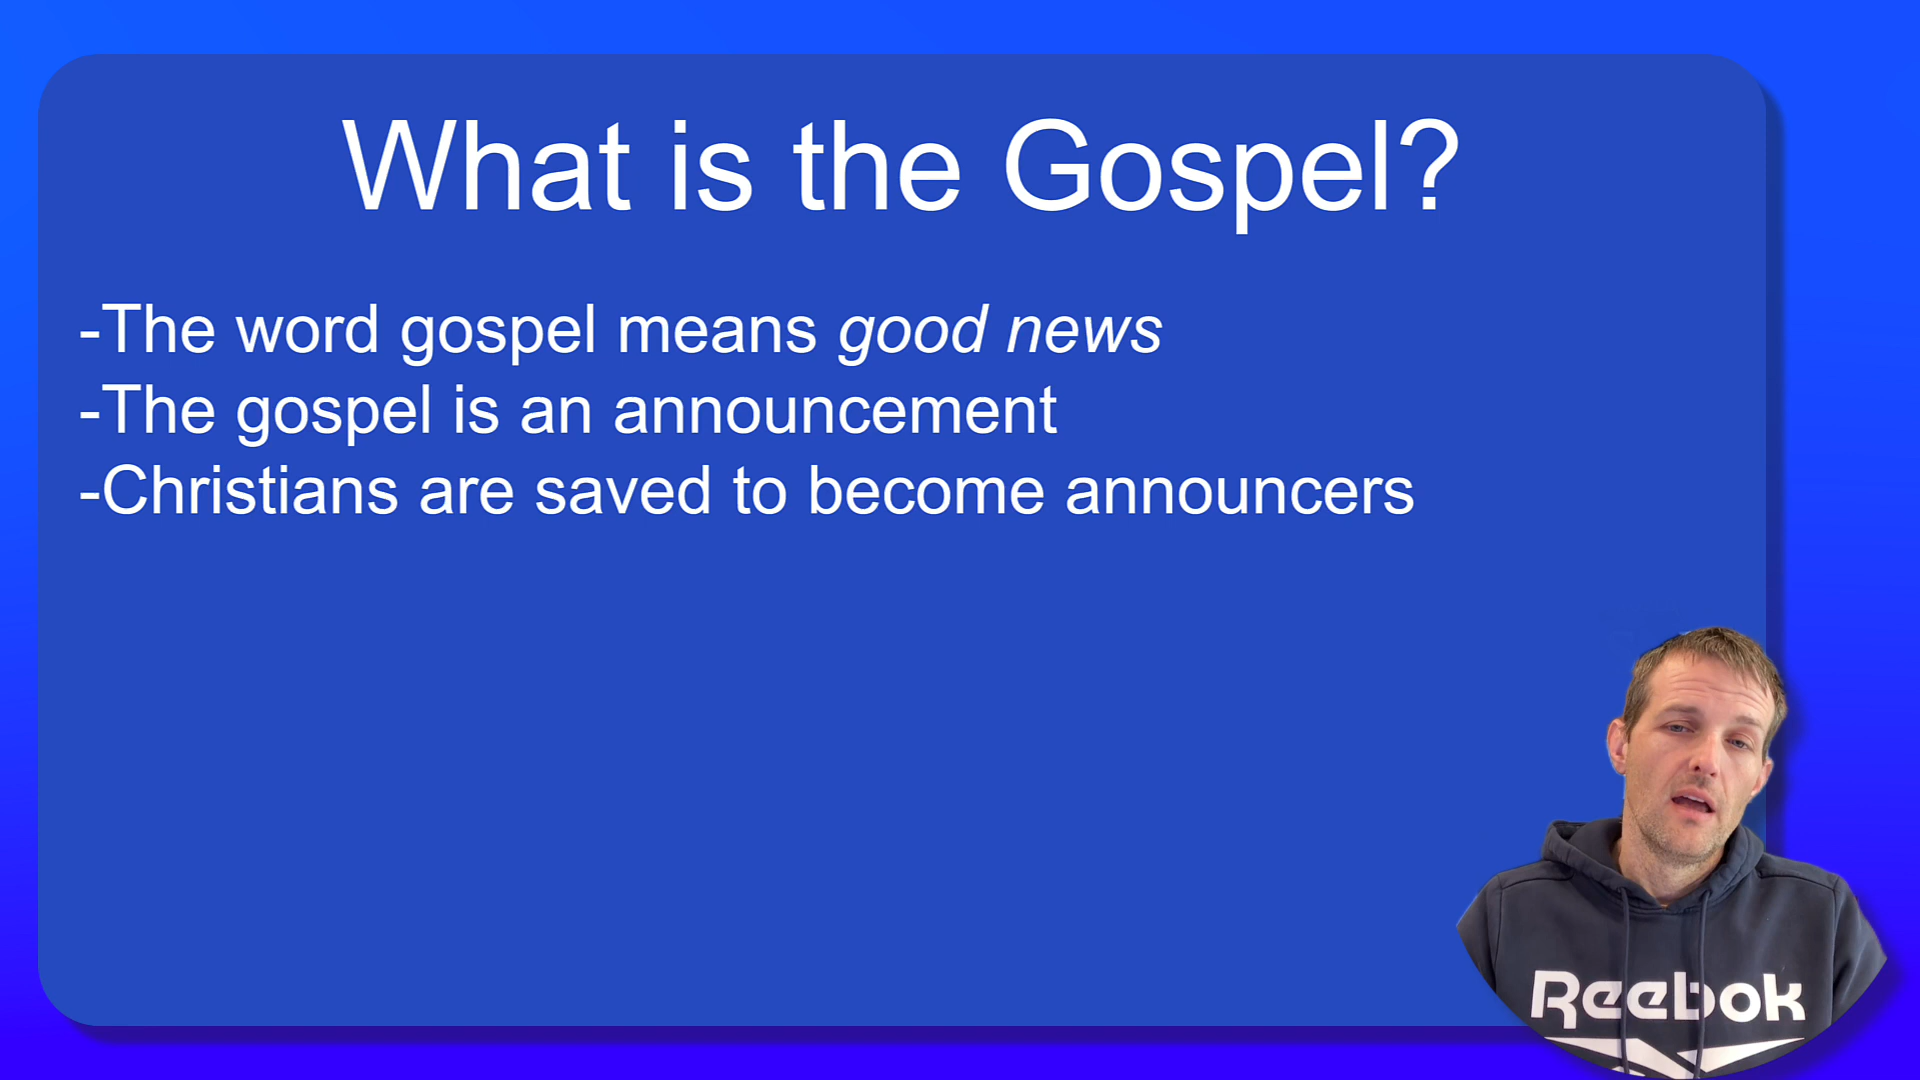 What is the Gospel?
-The word gospel means good news
-The gospel is an announcement
-Christians are saved to become announcers
Reebok